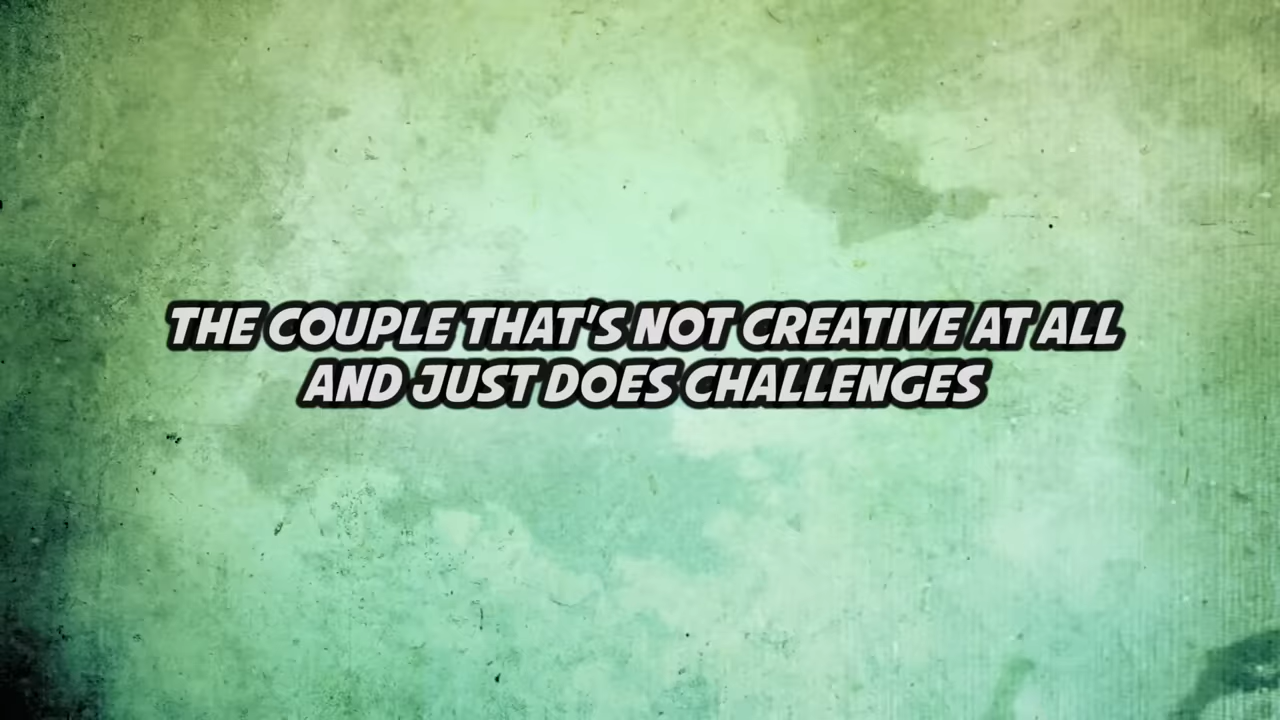 THE COUPLE THAT'S NOT CREATIVE AT ALL
AND JUST DOES CHALLENGES